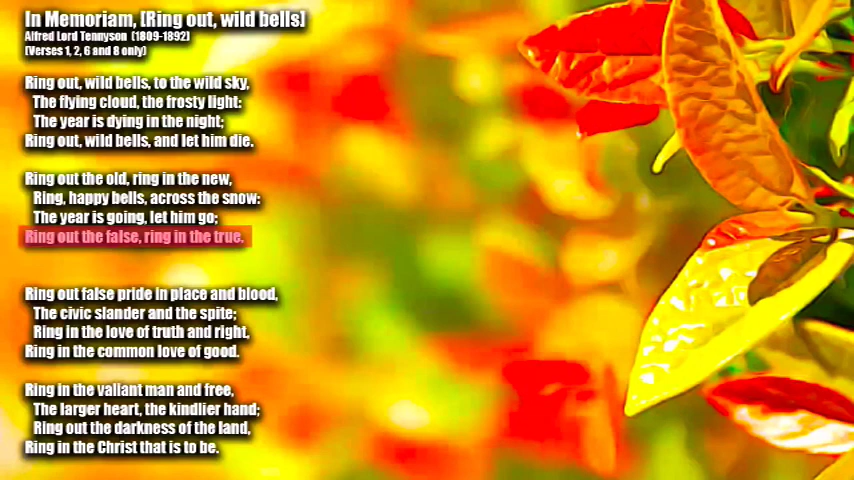 In Memoriam, [Ring out, wild bells]
Alfred Lord Tennyson (1809-1892)
(Verses 1, 2, 6 and 8 only)
Ring out, wild bells, to the wild sky,
The flying cloud, the frosty light:
The year is dying in the night;
Ring out, wild bells, and let him die.
Ring out the old, ring in the new,
Ring, happy bells, across the snow:
The year is going, let him go;
Ring out the false, ring in the true.
Ring out false pride in place and blood,
The civic slander and the spite;
Ring in the love of truth and right,
Ring in the common love of good.
Ring in the valiant man and free,
The larger heart, the kindlier hand;
Ring out the darkness of the land,
Ring in the Christ that is to be.